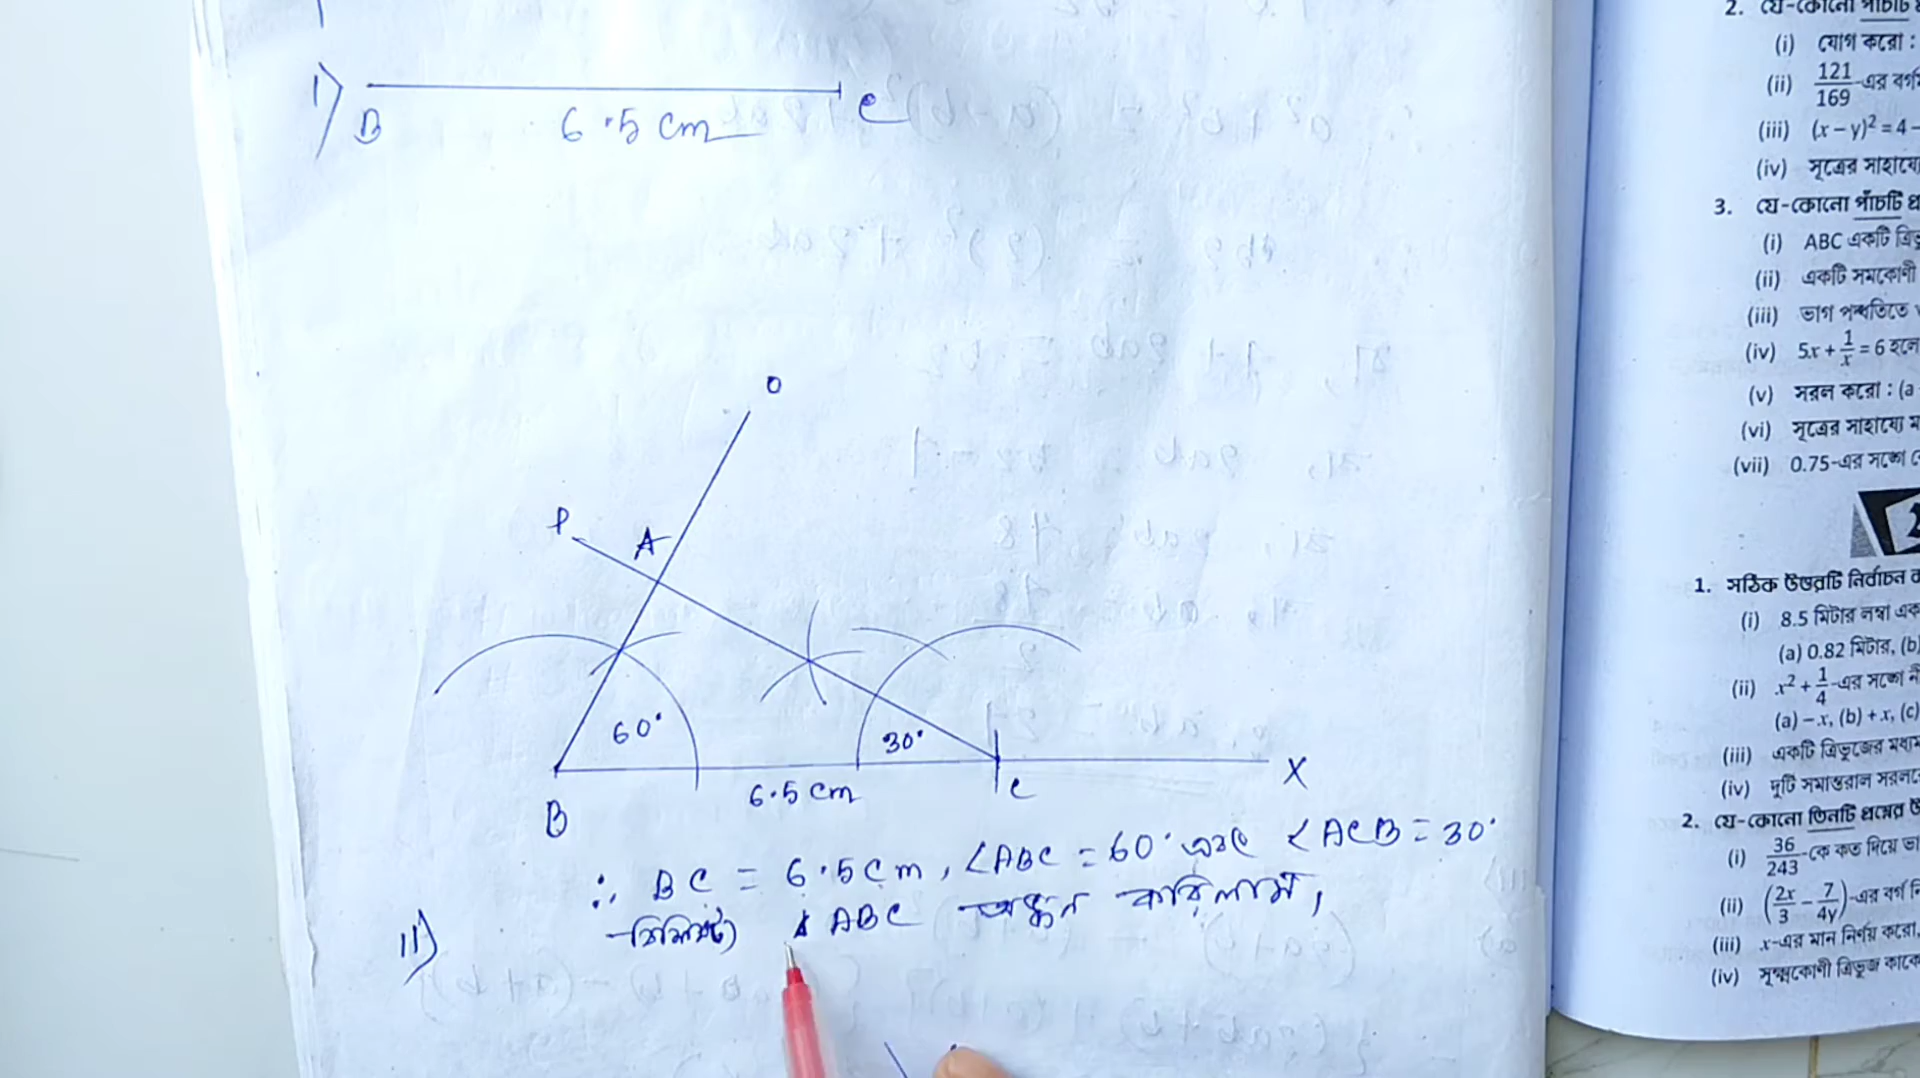 i) B 6.5 cm C
O
P A
60° 30°
B 6.5 cm C X
∴ BC = 6.5 cm, ∠ABC = 60° এবং ∠ACB = 30°
বিশিষ্ট ∆ ABC অঙ্কন করিলাম,
ii)
2. যে-কোনো পাঁচটি
(i) যোগ করো :
(ii) 121/169-এর
(iii) (x – y)² = 4 –
(iv) সূত্রের সাহায্যে
3. যে-কোনো পাঁচটি
(i) ABC একটি
(ii) একটি সমকোণী
(iii) ভাগ পদ্ধতিতে
(iv) 5x + 1/x = 6 হলে
(v) সরল করো : (a
(vi) সূত্রের সাহায্যে
(vii) 0.75-এর সঙ্গে
1. সঠিক উত্তরটি নির্বাচন
(i) 8.5 মিটার লম্বা
(a) 0.82 মিটার, (b)
(ii) x² + 1/4-এর সঙ্গে
(a) – x, (b) + x, (c)
(iii) একটি ত্রিভুজের
(iv) দুটি সমান্তরাল
2. যে-কোনো তিনটি প্রশ্নের
(i) 36/243-কে কত দিয়ে
(ii) (2x/3 – 7/4y)-এর বর্গ
(iii) x-এর মান নির্ণয় করো,
(iv) সূক্ষ্মকোণী ত্রিভুজ কাকে